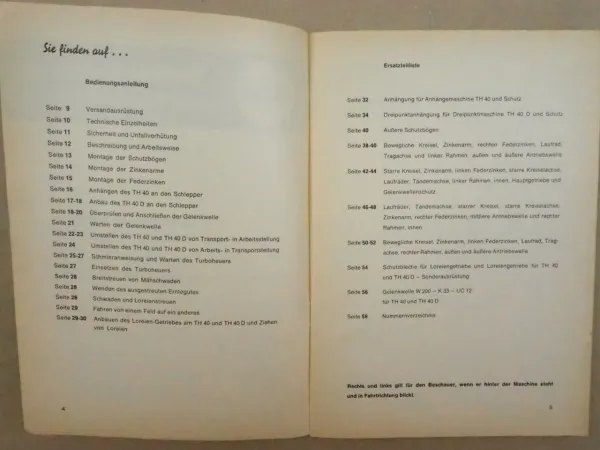 Sie finden auf...
Bedienungsanleitung
Seite 9 Versandausrüstung
Seite 10 Technische Einzelheiten
Seite 11 Sicherheit und Unfallverhütung
Seite 12 Beschreibung und Arbeitsweise
Seite 13 Montage der Schutzbögen
Seite 14 Montage der Zinkenarme
Seite 15 Montage der Federzinken
Seite 16 Anhängen des TH 40 an den Schlepper
Seite 17-18 Anbau des TH 40 D an den Schlepper
Seite 18-20 Überprüfen und Anschließen der Gelenkwelle
Seite 21 Warten der Gelenkwelle
Seite 22-23 Umstellen des TH 40 und TH 40 D von Transport- in Arbeitsstellung
Seite 24 Umstellen des TH 40 und TH 40 D von Arbeits- in Transportstellung
Seite 25-27 Schmieranweisung und Warten des Turboheuers
Seite 27 Einsetzen des Turboheuers
Seite 28 Breitstreuen von Mähschwaden
Seite 28 Wenden des ausgestreuten Erntegutes
Seite 28 Schwaden und Loreienstreuen
Seite 29 Fahren von einem Feld auf ein anderes
Seite 29-30 Anbauen des Loreien-Getriebes am TH 40 und TH 40 D und Ziehen
von Loreien
4
Ersatzteilliste
Seite 32 Anhängung für Anhängemaschine TH 40 und Schutz
Seite 34 Dreipunktanhängung für Dreipunktmaschine TH 40 D und Schutz
Seite 40 Äußere Schutzbögen
Seite 38-40 Bewegliche Kreisel, Zinkenarm, rechten Federzinken, Laufrad,
Tragachse und linken Rahmen, außen und äußere Antriebswelle
Seite 42-44 Starre Kreisel, Zinkenarm, linken Federzinken, starre Kreiselachse,
Laufräder, Tandemachse, linker Rahmen, innen, Hauptgetriebe und
Gelenkwellenschutz
Seite 46-48 Laufräder, Tandemachse, starrer Kreisel, starre Kreiselachse,
Zinkenarm, rechter Federzinken, mittlere Antriebswelle und rechter
Rahmen, innen
Seite 50-52 Bewegliche Kreisel, Zinkenarm, linken Federzinken, Laufrad, Trag-
achse, rechten Rahmen, außen und äußere Antriebswelle
Seite 54 Schutzbleche für Loreiengetriebe und Loreiengetriebe für TH 40
und TH 40 D – Sonderausrüstung
Seite 56 Gelenkwelle W 200 – K 33 –
für TH 40 und TH 40 D
Seite 58 Nummernverzeichnis
Rechts und links gilt für den Beschauer, wenn er hinter der Maschine steht
und in Fahrtrichtung blickt.
5